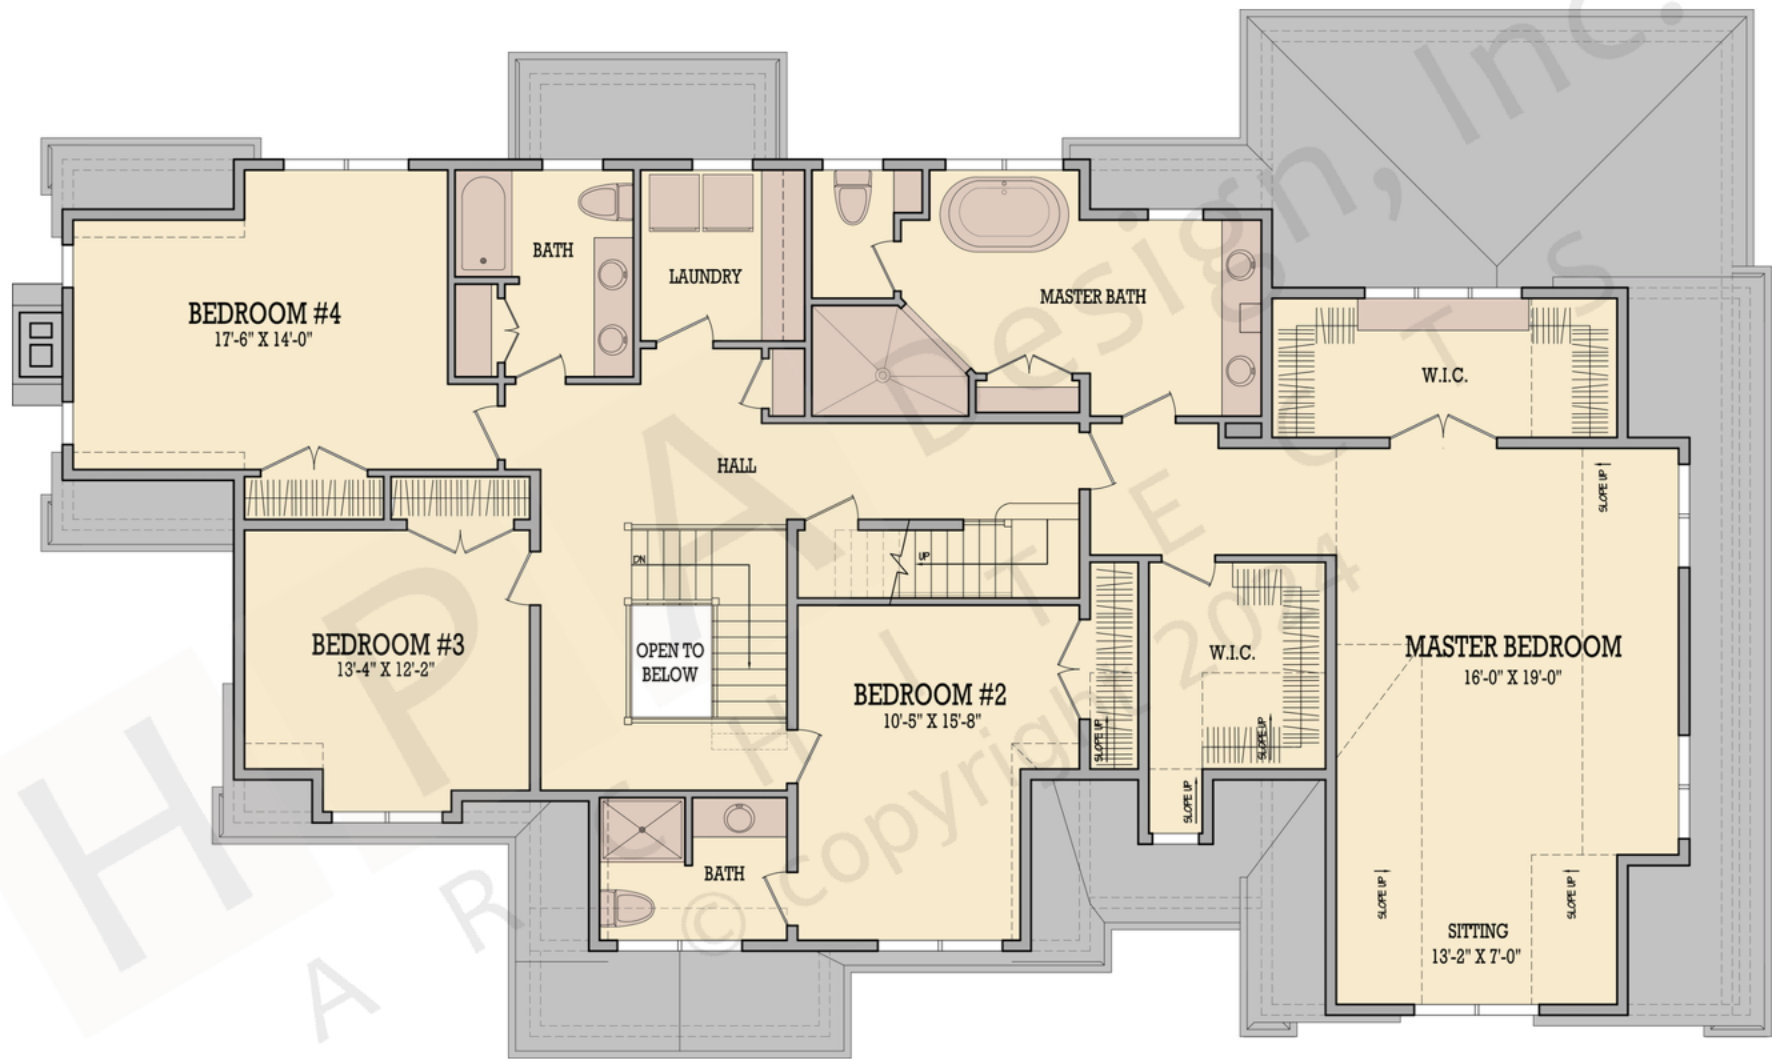 BEDROOM #4
17'-6" X 14'-0"
BATH
LAUNDRY
MASTER BATH
W.I.C.
HALL
SLOPE UP
DN
UP
BEDROOM #3
13'-4" X 12'-2"
OPEN TO
BELOW
BEDROOM #2
10'-5" X 15'-8"
SLOPE UP
W.I.C.
SLOPE UP
SLOPE UP
MASTER BEDROOM
16'-0" X 19'-0"
BATH
SLOPE UP
SLOPE UP
SITTING
13'-2" X 7'-0"
HPA Design, Inc.
ARCHITECTS
© copyright 2024